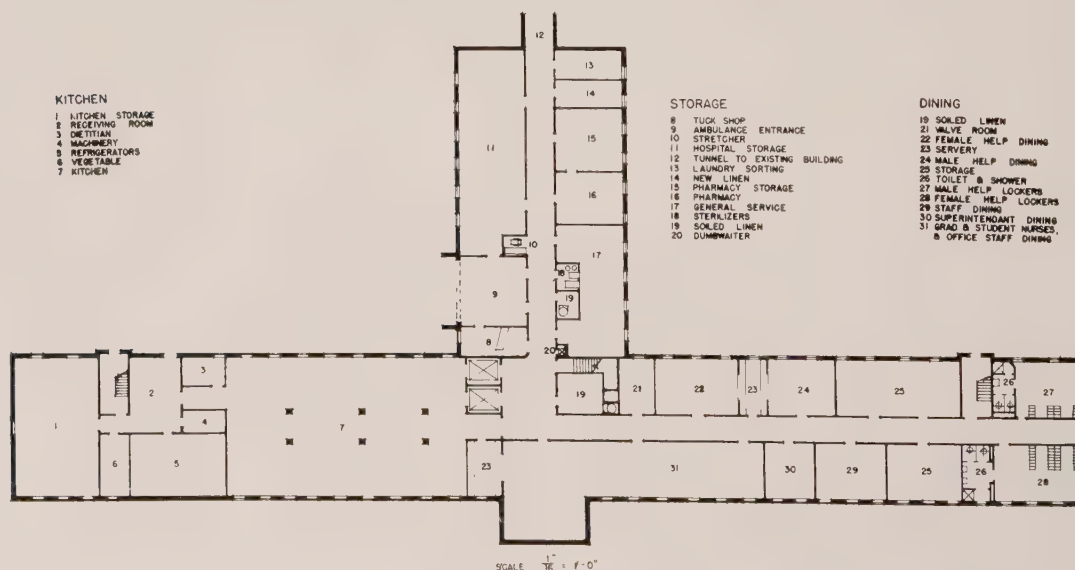 KITCHEN
1 KITCHEN STORAGE
2 RECEIVING ROOM
3 DIETITIAN
4 MACHINERY
5 REFRIGERATORS
6 VEGETABLE
7 KITCHEN
STORAGE
8 TUCK SHOP
9 AMBULANCE ENTRANCE
10 STRETCHER
11 HOSPITAL STORAGE
12 TUNNEL TO EXISTING BUILDING
13 LAUNDRY SORTING
14 NEW LINEN
15 PHARMACY STORAGE
16 PHARMACY
17 GENERAL SERVICE
18 STERILIZERS
19 SOILED LINEN
20 DUMBWAITER
DINING
19 SOILED LINEN
21 VALVE ROOM
22 FEMALE HELP DINING
23 SERVERY
24 MALE HELP DINING
25 STORAGE
26 TOILET & SHOWER
27 MALE HELP LOCKERS
28 FEMALE HELP LOCKERS
29 STAFF DINING
30 SUPERINTENDANT DINING
31 GRAD & STUDENT NURSES,
& OFFICE STAFF DINING
12
13
14
11
15
16
10
17
18
9
19
8
20
3
2
19
21
22
23
24
25
26
27
1
4
7
6
5
23
31
30
29
25
26
28
SCALE 1"/16 = 1'-0"